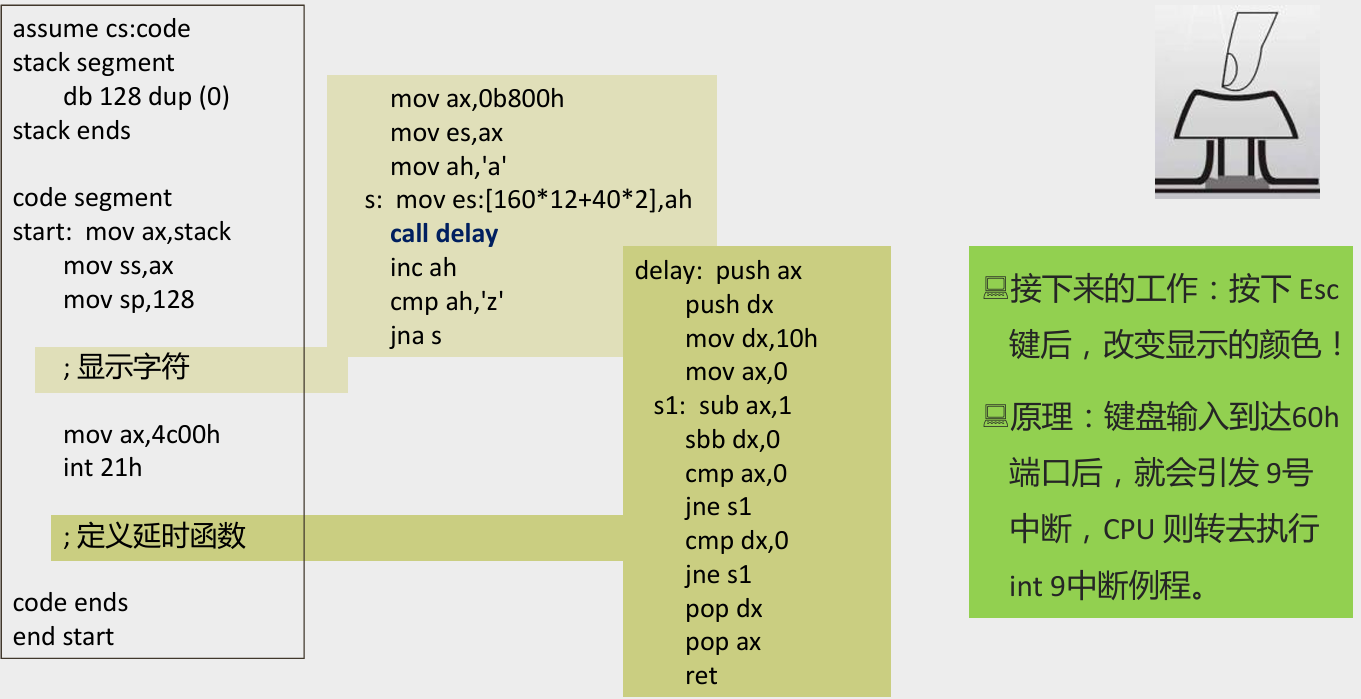 assume cs:code
stack segment
db 128 dup (0)
stack ends
code segment
start: mov ax,stack
mov ss,ax
mov sp,128
; 显示字符
mov ax,4c00h
int 21h
; 定义延时函数
code ends
end start
mov ax,0b800h
mov es,ax
mov ah,'a'
s: mov es:[160*12+40*2],ah
call delay
inc ah
cmp ah,'z'
jna s
delay: push ax
push dx
mov dx,10h
mov ax,0
s1: sub ax,1
sbb dx,0
cmp ax,0
jne s1
cmp dx,0
jne s1
pop dx
pop ax
ret
接下来的工作：按下 Esc
键后，改变显示的颜色！
原理：键盘输入到达60h
端口后，就会引发 9号
中断，CPU 则转去执行
int 9中断例程。